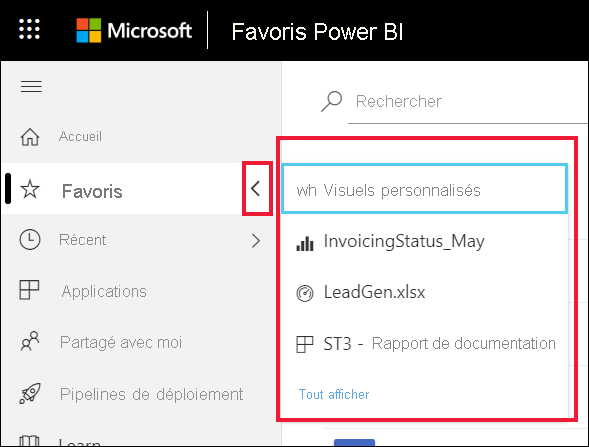 Microsoft Favoris Power BI
Rechercher
Accueil
Favoris
wh Visuels personnalisés
Récent
InvoicingStatus_May
Applications
LeadGen.xlsx
Partagé avec moi
ST3 - Rapport de documentation
Pipelines de déploiement
Tout afficher
Learn